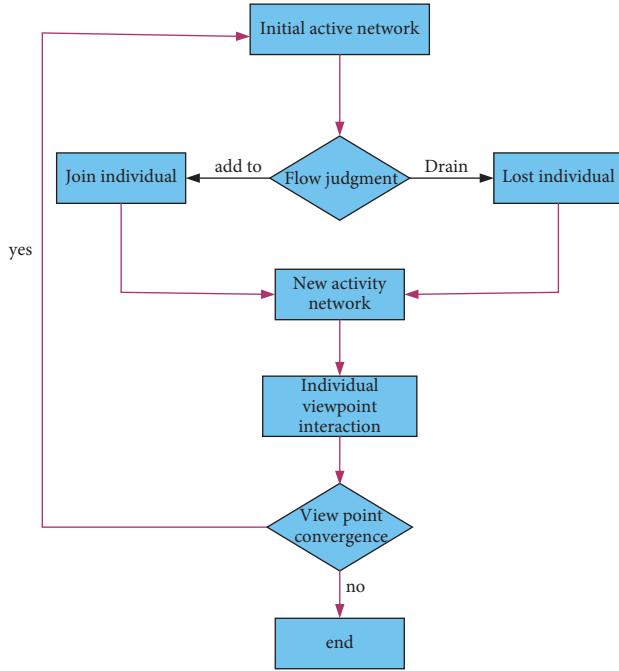 Initial active network
add to
Drain
Join individual
Flow judgment
Lost individual
yes
New activity
network
Individual
viewpoint
interaction
View point
convergence
no
end